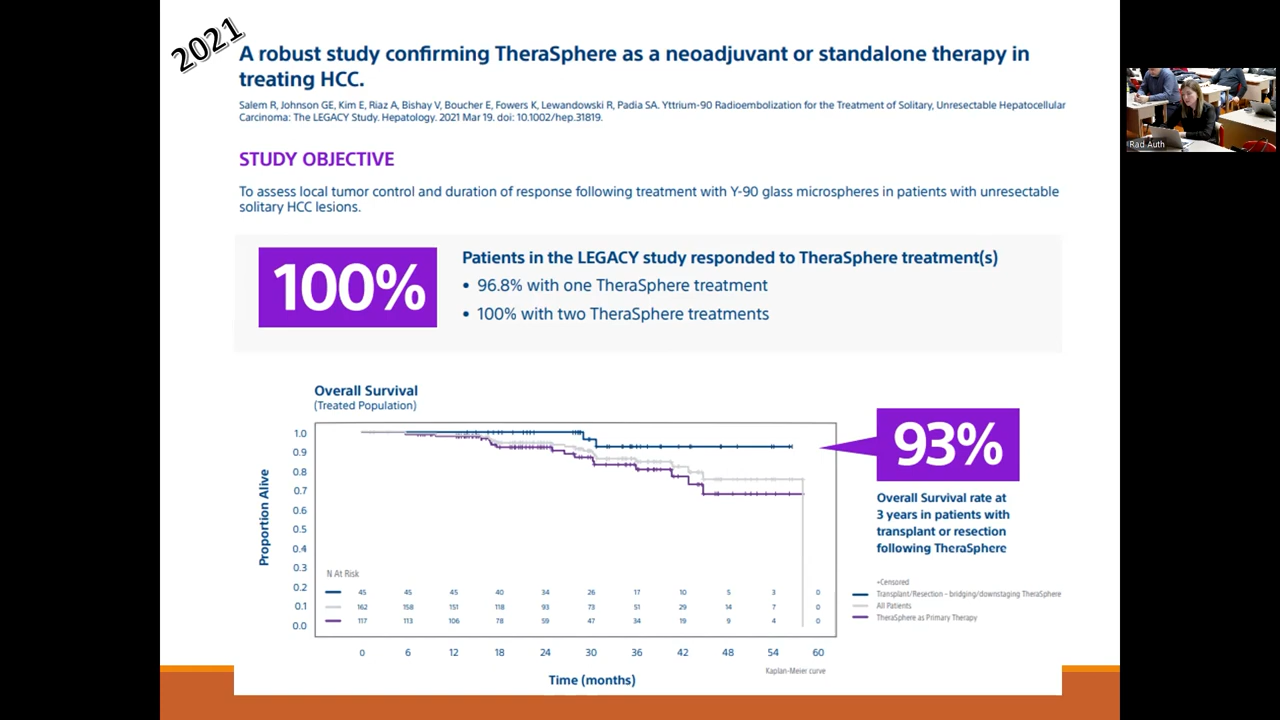 2021
A robust study confirming TheraSphere as a neoadjuvant or standalone therapy in
treating HCC.
Salem R, Johnson GE, Kim E, Riaz A, Bishay V, Boucher E, Fowers K, Lewandowski R, Padia SA. Yttrium-90 Radioembolization for the Treatment of Solitary, Unresectable Hepatocellular
Carcinoma: The LEGACY Study. Hepatology. 2021 Mar 19. doi: 10.1002/hep.31819.
STUDY OBJECTIVE
To assess local tumor control and duration of response following treatment with Y-90 glass microspheres in patients with unresectable
solitary HCC lesions.
100%
Patients in the LEGACY study responded to TheraSphere treatment(s)
• 96.8% with one TheraSphere treatment
• 100% with two TheraSphere treatments
Overall Survival
(Treated Population)
Proportion Alive
1.0
0.9
0.8
0.7
0.6
0.5
0.4
0.3
0.2
0.1
0.0
N At Risk
45 45 45 40 34 26 17 10 5 3 0
162 158 151 118 93 73 51 29 14 7 0
117 113 106 78 59 47 34 19 9 4 0
0 6 12 18 24 30 36 42 48 54 60
Time (months)
Kaplan-Meier curve
93%
Overall Survival rate at
3 years in patients with
transplant or resection
following TheraSphere
+Censored
Transplant/Resection - bridging/downstaging TheraSphere
All Patients
TheraSphere as Primary Therapy
Rad Auth